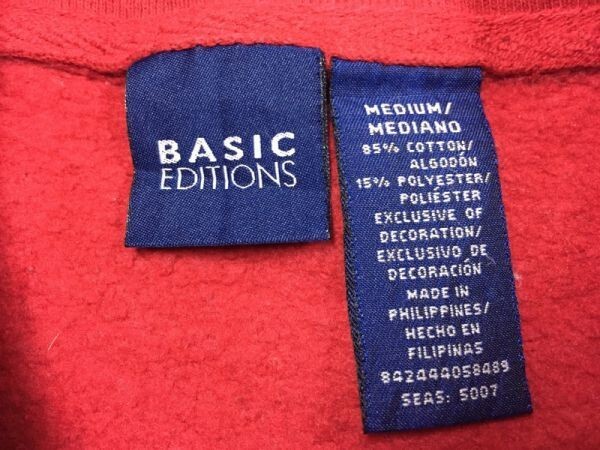 BASIC
EDITIONS
MEDIUM/
MEDIANO
85% COTTON/
ALGODÓN
15% POLYESTER/
POLIÉSTER
EXCLUSIVE OF
DECORATION/
EXCLUSIVO DE
DECORACIÓN
MADE IN
PHILIPPINES/
HECHO EN
FILIPINAS
842444058489
SEAS: 5007